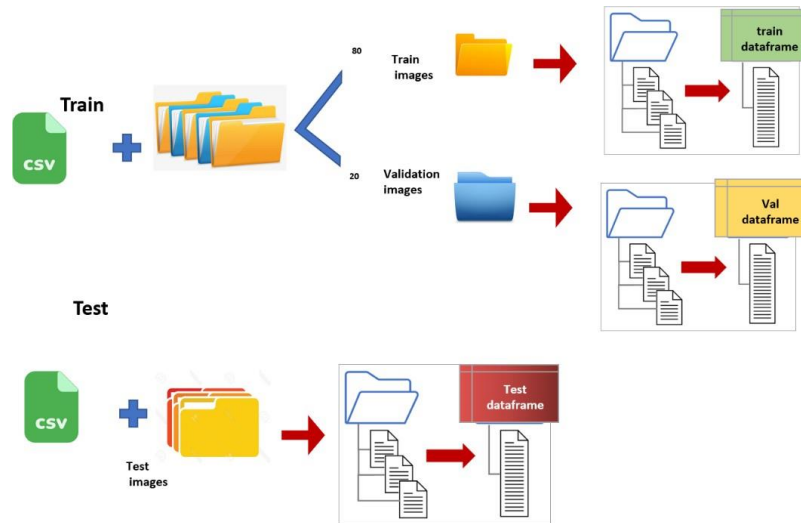 80
Train
images
train
dataframe
Train
CSV
20
Validation
images
Val
dataframe
Test
CSV
Test
images
Test
dataframe